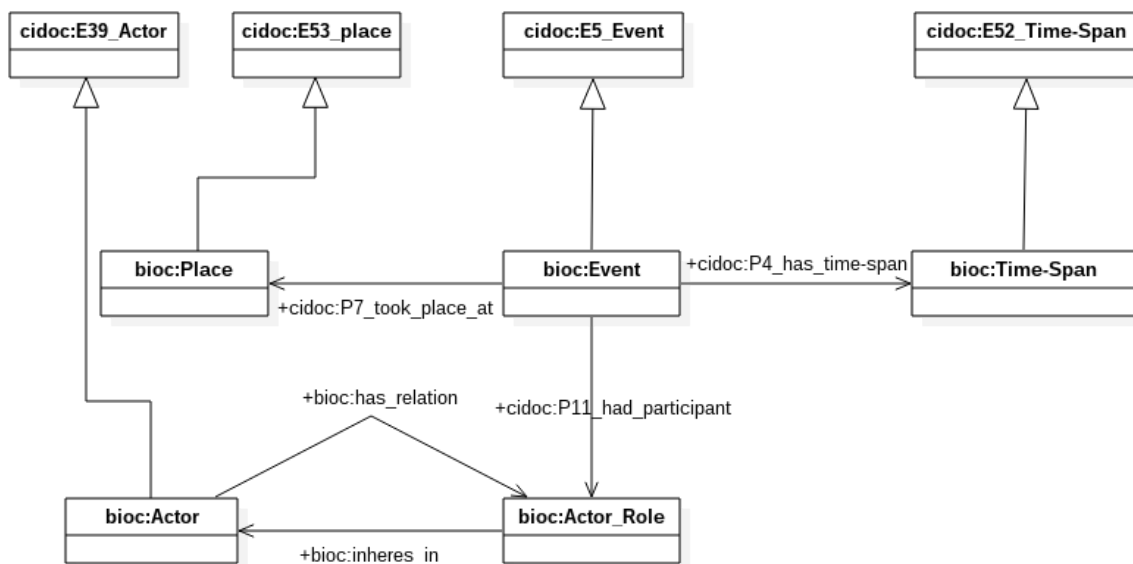 cidoc:E39_Actor
cidoc:E53_place
cidoc:E5_Event
cidoc:E52_Time-Span
bioc:Place
bioc:Event
+cidoc:P4_has_time-span
bioc:Time-Span
+cidoc:P7_took_place_at
+bioc:has_relation
+cidoc:P11_had_participant
bioc:Actor
bioc:Actor_Role
+bioc:inheres_in